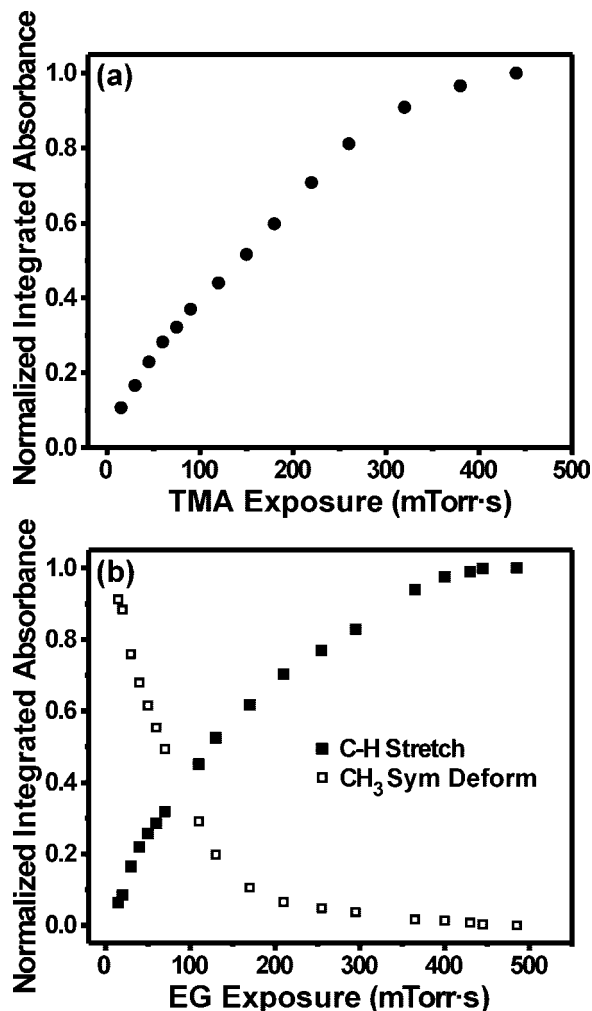 (a)
Normalized Integrated Absorbance
1.0
0.8
0.6
0.4
0.2
0.0
0 100 200 300 400 500
TMA Exposure (mTorr·s)
(b)
Normalized Integrated Absorbance
1.0
0.8
0.6
0.4
0.2
0.0
C-H Stretch
CH3 Sym Deform
0 100 200 300 400 500
EG Exposure (mTorr·s)